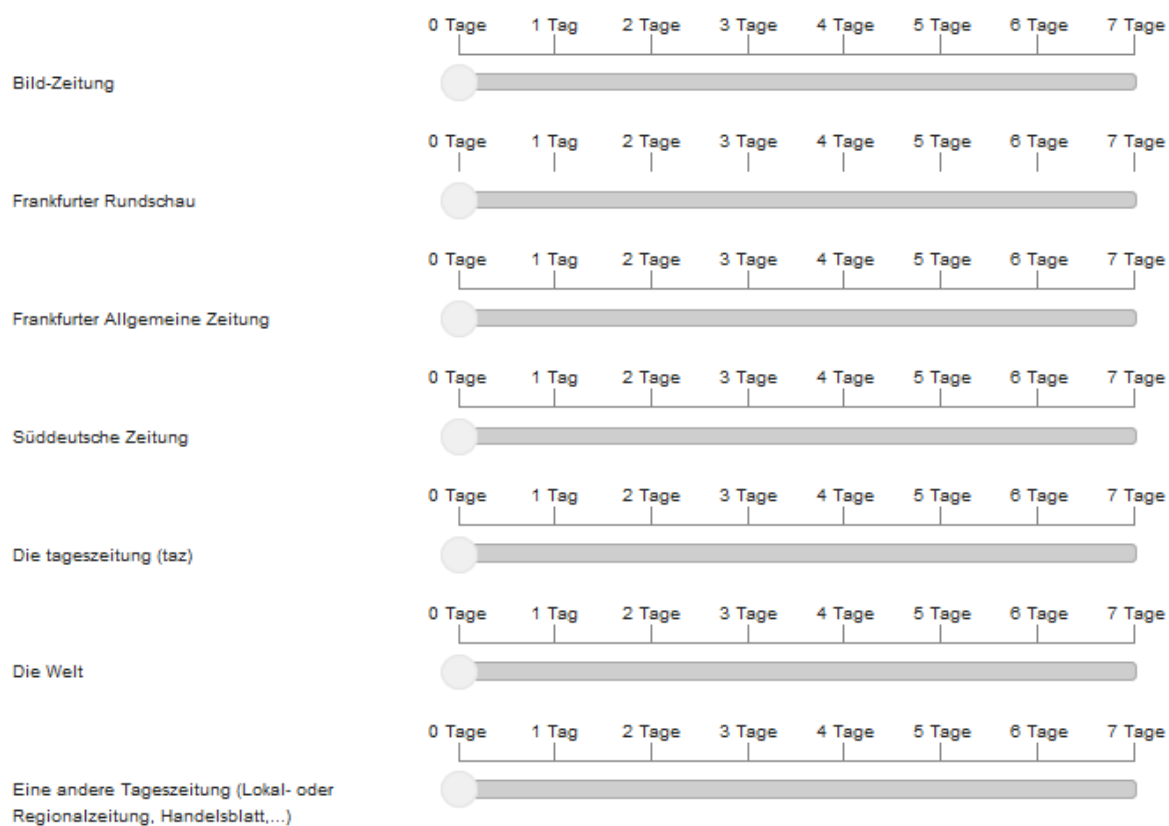 0 Tage 1 Tag 2 Tage 3 Tage 4 Tage 5 Tage 6 Tage 7 Tage
Bild-Zeitung
0 Tage 1 Tag 2 Tage 3 Tage 4 Tage 5 Tage 6 Tage 7 Tage
Frankfurter Rundschau
0 Tage 1 Tag 2 Tage 3 Tage 4 Tage 5 Tage 6 Tage 7 Tage
Frankfurter Allgemeine Zeitung
0 Tage 1 Tag 2 Tage 3 Tage 4 Tage 5 Tage 6 Tage 7 Tage
Süddeutsche Zeitung
0 Tage 1 Tag 2 Tage 3 Tage 4 Tage 5 Tage 6 Tage 7 Tage
Die tageszeitung (taz)
0 Tage 1 Tag 2 Tage 3 Tage 4 Tage 5 Tage 6 Tage 7 Tage
Die Welt
0 Tage 1 Tag 2 Tage 3 Tage 4 Tage 5 Tage 6 Tage 7 Tage
Eine andere Tageszeitung (Lokal- oder
Regionalzeitung, Handelsblatt,...)